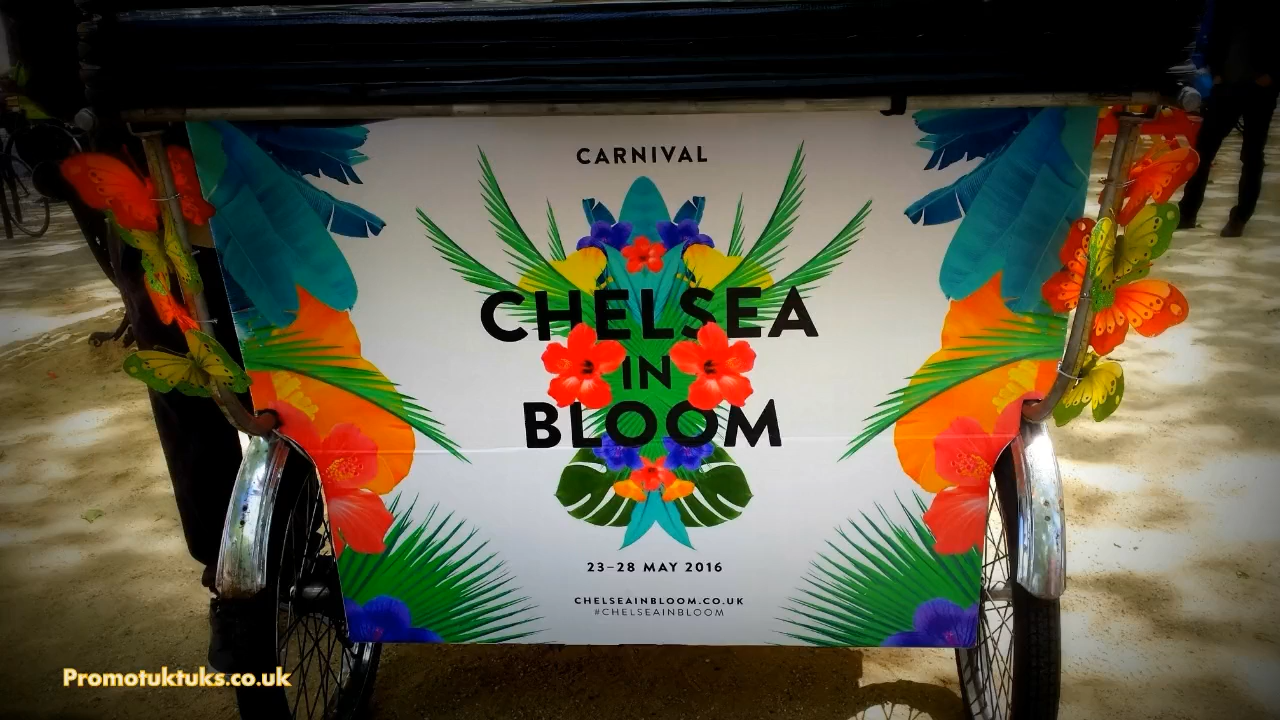 CARNIVAL
CHELSEA
IN
BLOOM
23–28 MAY 2016
CHELSEAINBLOOM.CO.UK
#CHELSEAINBLOOM
Promotuktuks.co.uk